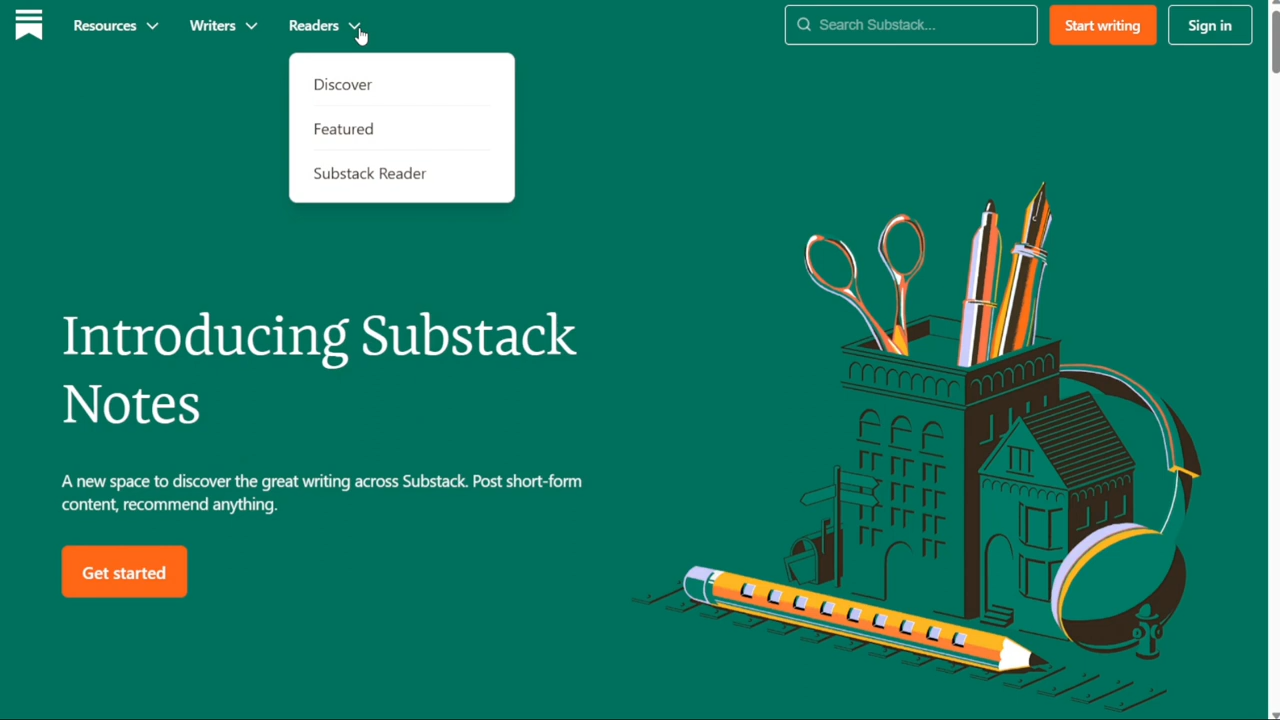 Resources
Writers
Readers
Search Substack...
Start writing
Sign in
Discover
Featured
Substack Reader
Introducing Substack
Notes
A new space to discover the great writing across Substack. Post short-form
content, recommend anything.
Get started